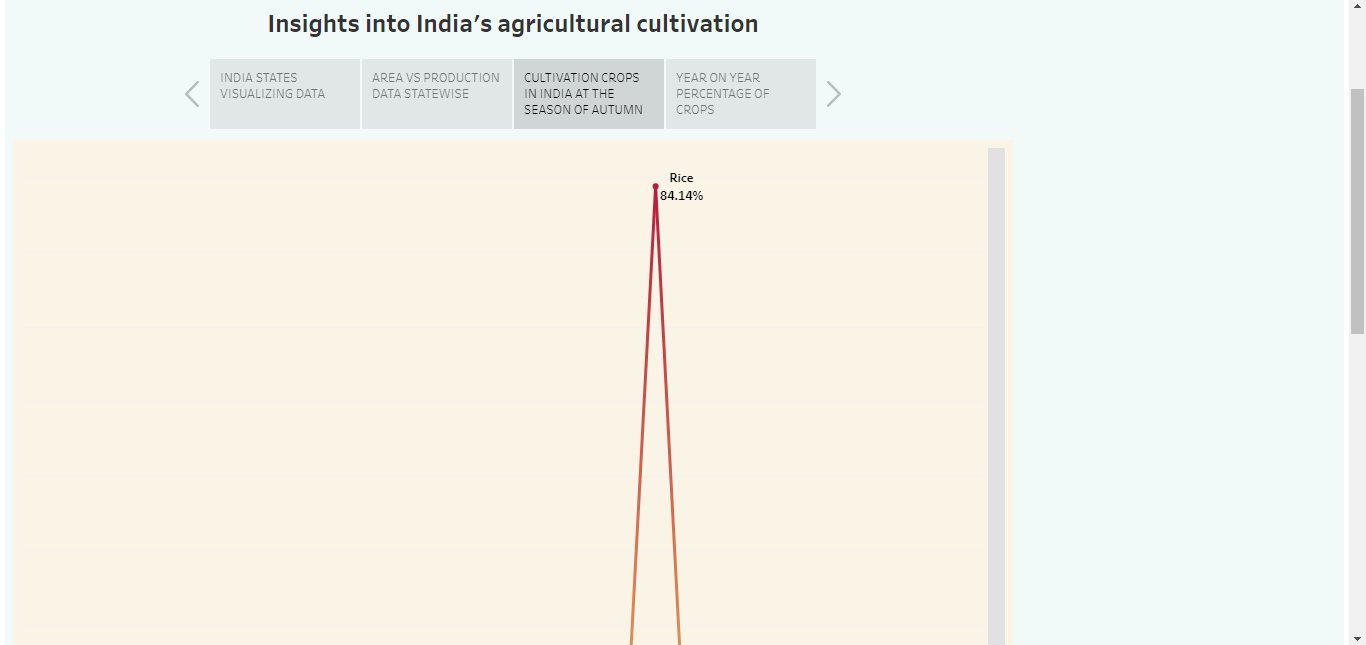 Insights into India’s agricultural cultivation
INDIA STATES
VISUALIZING DATA
AREA VS PRODUCTION
DATA STATEWISE
CULTIVATION CROPS
IN INDIA AT THE
SEASON OF AUTUMN
YEAR ON YEAR
PERCENTAGE OF
CROPS
Rice
84.14%